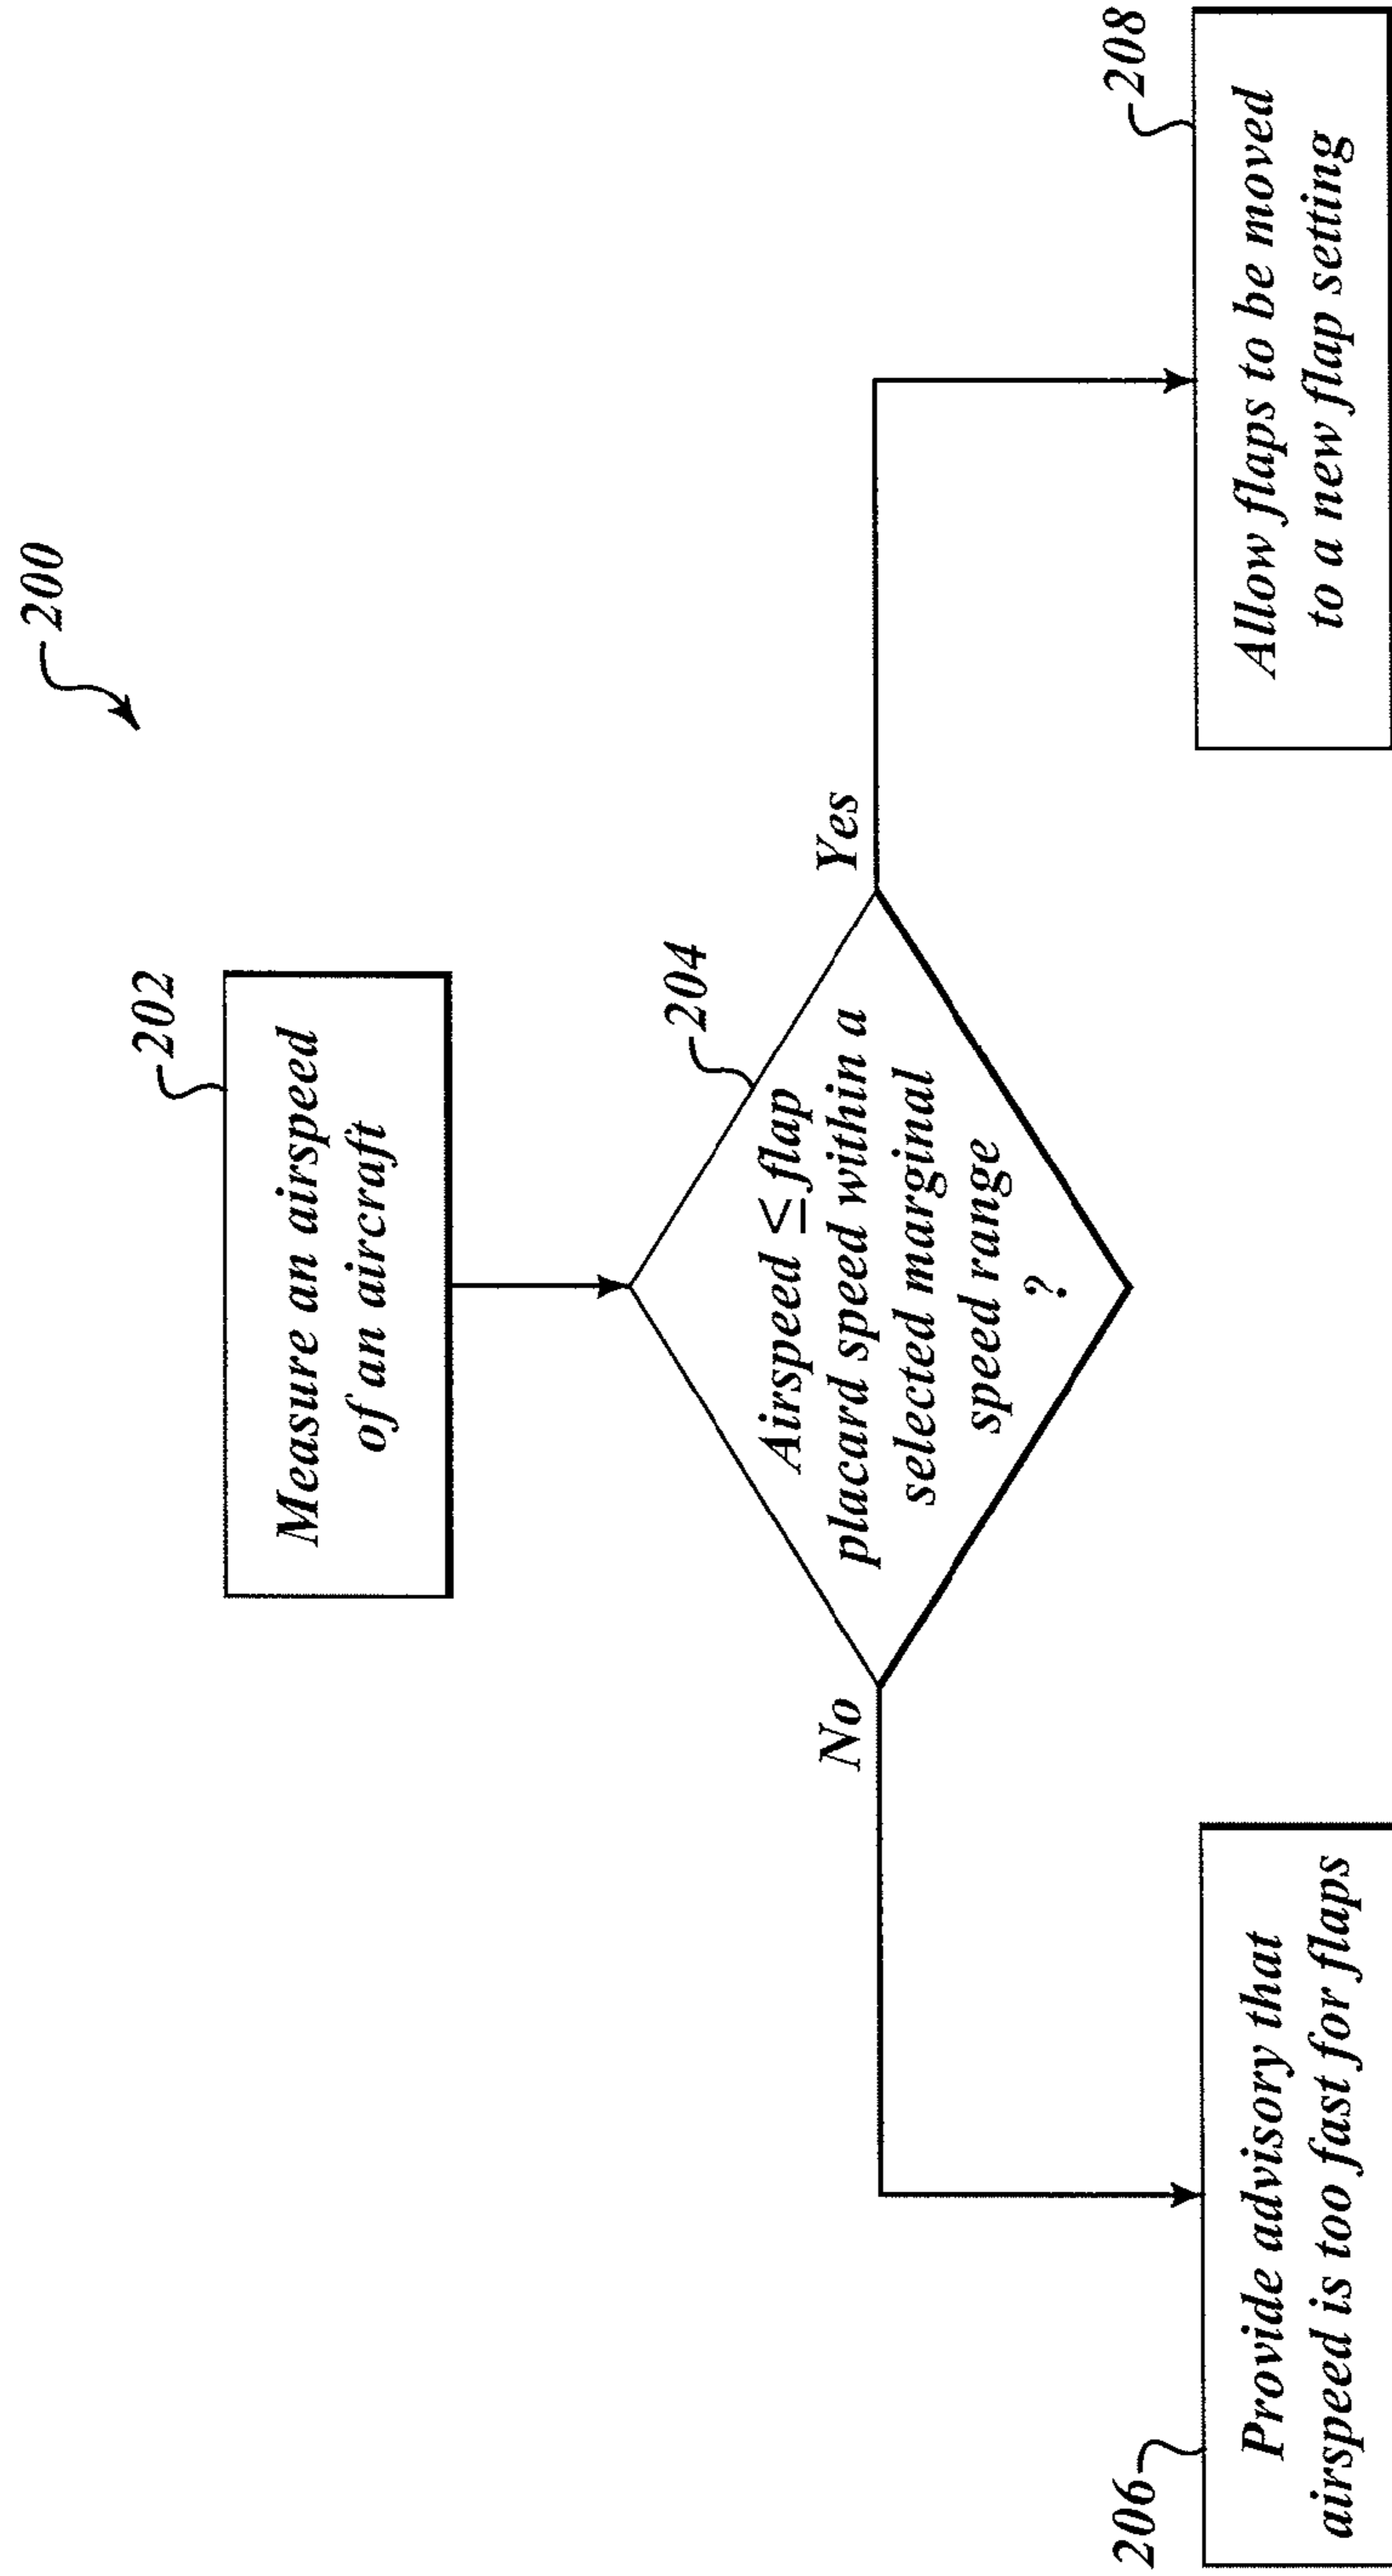 200
202
Measure an airspeed
of an aircraft
204
Airspeed ≤ flap
placard speed within a
selected marginal
speed range
?
No
Yes
206
Provide advisory that
airspeed is too fast for flaps
208
Allow flaps to be moved
to a new flap setting